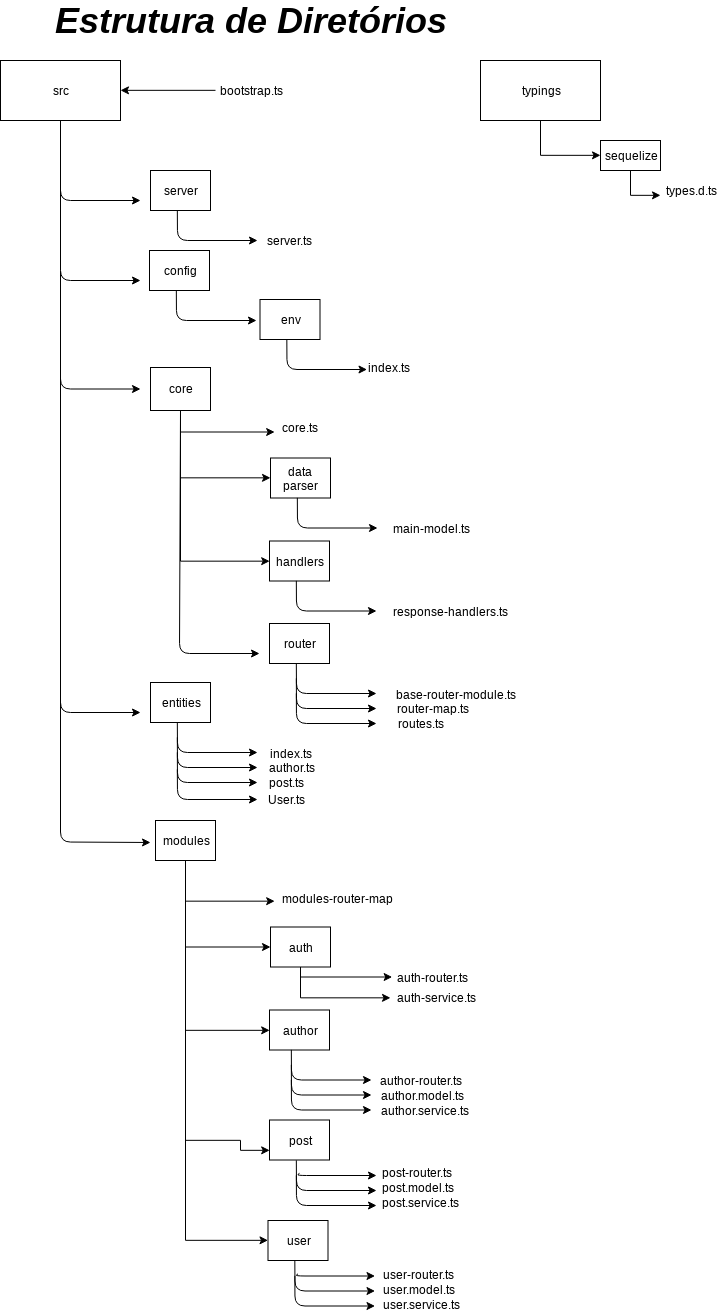 Estrutura de Diretórios
src
bootstrap.ts
typings
sequelize
types.d.ts
server
server.ts
config
env
index.ts
core
core.ts
data
parser
main-model.ts
handlers
response-handlers.ts
router
base-router-module.ts
router-map.ts
routes.ts
entities
index.ts
author.ts
post.ts
User.ts
modules
modules-router-map
auth
auth-router.ts
auth-service.ts
author
author-router.ts
author.model.ts
author.service.ts
post
post-router.ts
post.model.ts
post.service.ts
user
user-router.ts
user.model.ts
user.service.ts